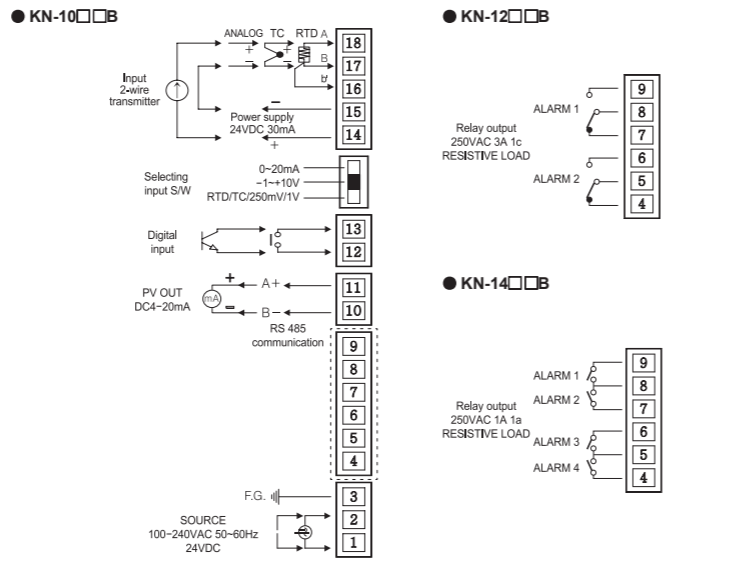 ● KN-10□□B
ANALOG TC RTD A
+ + B
− − b'
18
17
16
15
14
Input
2-wire
transmitter
−
Power supply
24VDC 30mA
+
Selecting
input S/W
0~20mA
−1~+10V
RTD/TC/250mV/1V
Digital
input
13
12
PV OUT
DC4~20mA
+
mA
−
A+
B−
11
10
RS 485
communication
9
8
7
6
5
4
F.G.
3
2
1
SOURCE
100~240VAC 50~60Hz
24VDC
● KN-12□□B
Relay output
250VAC 3A 1c
RESISTIVE LOAD
ALARM 1
ALARM 2
9
8
7
6
5
4
● KN-14□□B
Relay output
250VAC 1A 1a
RESISTIVE LOAD
ALARM 1
ALARM 2
ALARM 3
ALARM 4
9
8
7
6
5
4